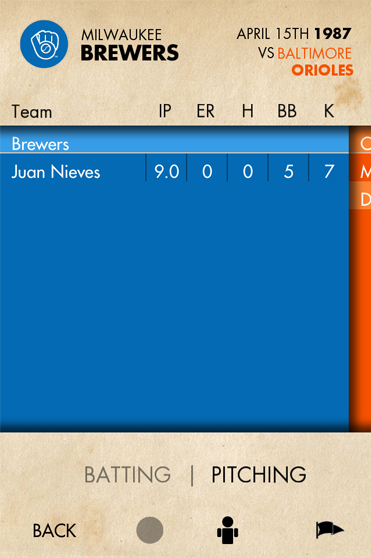 MILWAUKEE
BREWERS
APRIL 15TH 1987
VS BALTIMORE
ORIOLES
Team IP ER H BB K
Brewers
Juan Nieves 9.0 0 0 5 7
BATTING | PITCHING
BACK